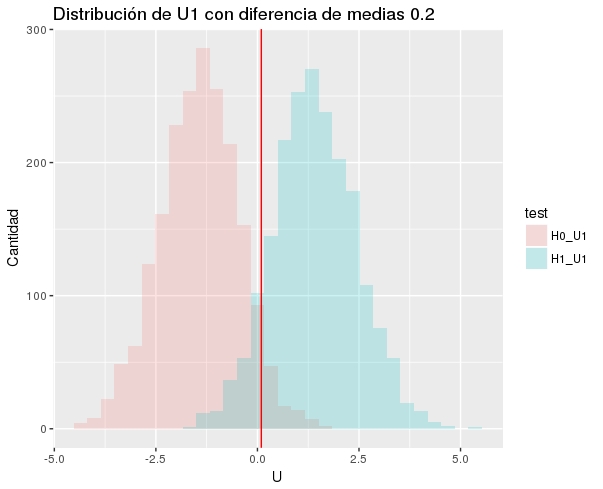 Distribución de U1 con diferencia de medias 0.2
300
200
100
0
Cantidad
-5.0 -2.5 0.0 2.5 5.0
U
test
H0_U1
H1_U1